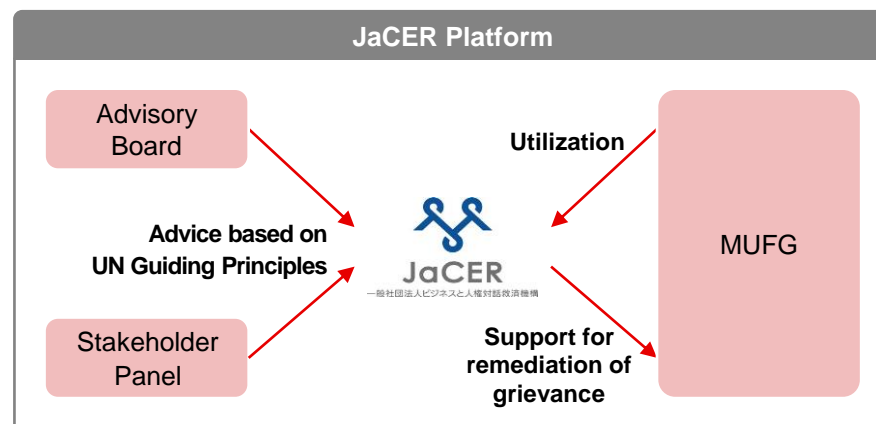 JaCER Platform
Advisory
Board
Utilization
Advice based on
UN Guiding Principles
JaCER
一般社団法人ビジネスと人権対話救済機構
MUFG
Stakeholder
Panel
Support for
remediation of
grievance